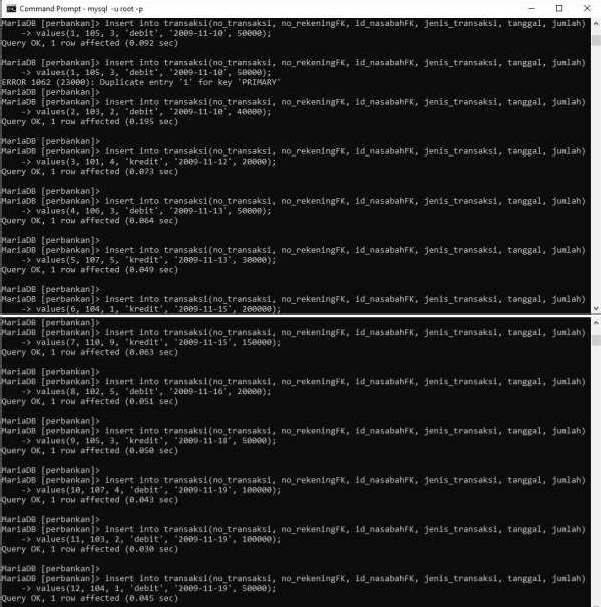 Command Prompt - mysql -u root -p
MariaDB [perbankan]> insert into transaksi(no_transaksi, no_rekeningFK, id_nasabahFK, jenis_transaksi, tanggal, jumlah)
-> values(1, 105, 3, 'debit', '2009-11-10', 50000);
Query OK, 1 row affected (0.092 sec)
MariaDB [perbankan]> insert into transaksi(no_transaksi, no_rekeningFK, id_nasabahFK, jenis_transaksi, tanggal, jumlah)
-> values(1, 105, 3, 'debit', '2009-11-10', 50000);
ERROR 1062 (23000): Duplicate entry '1' for key 'PRIMARY'
MariaDB [perbankan]>
MariaDB [perbankan]> insert into transaksi(no_transaksi, no_rekeningFK, id_nasabahFK, jenis_transaksi, tanggal, jumlah)
-> values(2, 103, 2, 'debit', '2009-11-10', 40000);
Query OK, 1 row affected (0.195 sec)
MariaDB [perbankan]>
MariaDB [perbankan]> insert into transaksi(no_transaksi, no_rekeningFK, id_nasabahFK, jenis_transaksi, tanggal, jumlah)
-> values(3, 101, 4, 'kredit', '2009-11-12', 20000);
Query OK, 1 row affected (0.073 sec)
MariaDB [perbankan]>
MariaDB [perbankan]> insert into transaksi(no_transaksi, no_rekeningFK, id_nasabahFK, jenis_transaksi, tanggal, jumlah)
-> values(4, 106, 3, 'debit', '2009-11-13', 50000);
Query OK, 1 row affected (0.064 sec)
MariaDB [perbankan]>
MariaDB [perbankan]> insert into transaksi(no_transaksi, no_rekeningFK, id_nasabahFK, jenis_transaksi, tanggal, jumlah)
-> values(5, 107, 5, 'kredit', '2009-11-13', 30000);
Query OK, 1 row affected (0.049 sec)
MariaDB [perbankan]>
MariaDB [perbankan]> insert into transaksi(no_transaksi, no_rekeningFK, id_nasabahFK, jenis_transaksi, tanggal, jumlah)
-> values(6, 104, 1, 'kredit', '2009-11-15', 200000);
MariaDB [perbankan]>
MariaDB [perbankan]> insert into transaksi(no_transaksi, no_rekeningFK, id_nasabahFK, jenis_transaksi, tanggal, jumlah)
-> values(7, 110, 9, 'kredit', '2009-11-15', 150000);
Query OK, 1 row affected (0.063 sec)
MariaDB [perbankan]>
MariaDB [perbankan]> insert into transaksi(no_transaksi, no_rekeningFK, id_nasabahFK, jenis_transaksi, tanggal, jumlah)
-> values(8, 102, 5, 'debit', '2009-11-16', 20000);
Query OK, 1 row affected (0.051 sec)
MariaDB [perbankan]>
MariaDB [perbankan]> insert into transaksi(no_transaksi, no_rekeningFK, id_nasabahFK, jenis_transaksi, tanggal, jumlah)
-> values(9, 105, 3, 'kredit', '2009-11-18', 50000);
Query OK, 1 row affected (0.050 sec)
MariaDB [perbankan]>
MariaDB [perbankan]> insert into transaksi(no_transaksi, no_rekeningFK, id_nasabahFK, jenis_transaksi, tanggal, jumlah)
-> values(10, 107, 4, 'debit', '2009-11-19', 100000);
Query OK, 1 row affected (0.043 sec)
MariaDB [perbankan]>
MariaDB [perbankan]> insert into transaksi(no_transaksi, no_rekeningFK, id_nasabahFK, jenis_transaksi, tanggal, jumlah)
-> values(11, 103, 2, 'debit', '2009-11-19', 100000);
Query OK, 1 row affected (0.030 sec)
MariaDB [perbankan]>
MariaDB [perbankan]> insert into transaksi(no_transaksi, no_rekeningFK, id_nasabahFK, jenis_transaksi, tanggal, jumlah)
-> values(12, 104, 1, 'debit', '2009-11-19', 50000);
Query OK, 1 row affected (0.045 sec)